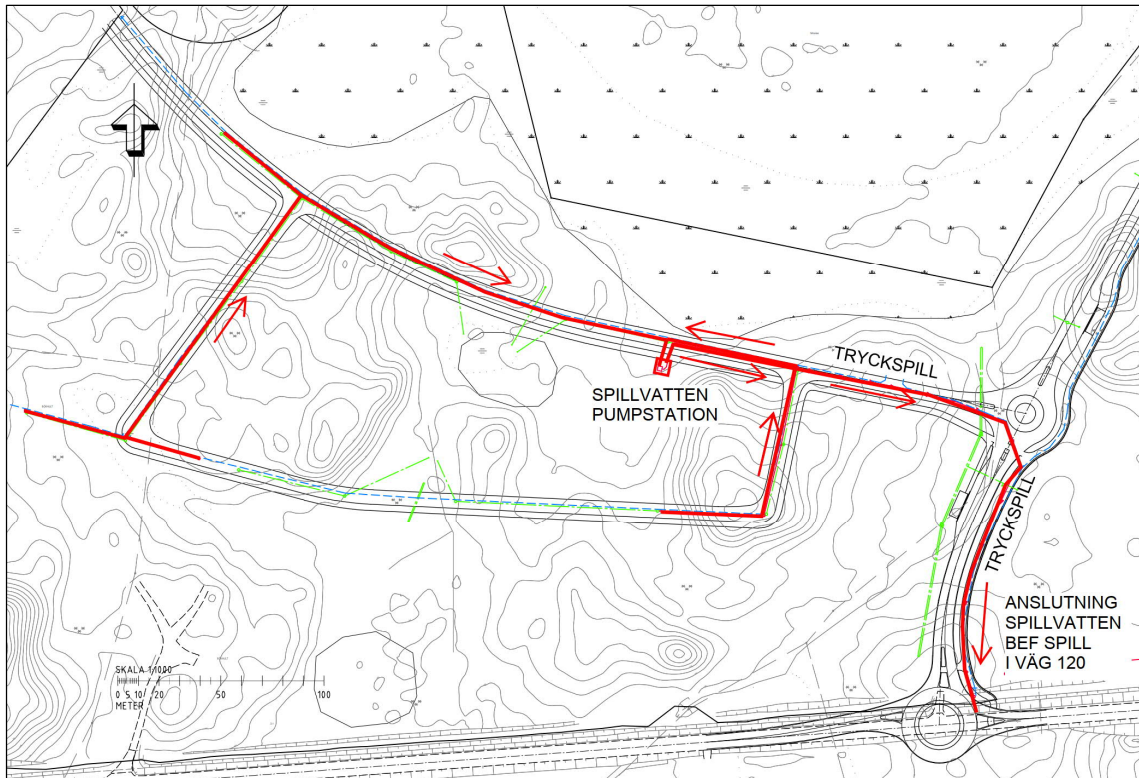 TRYCKSPILL
SPILLVATTEN
PUMPSTATION
TRYCKSPILL
ANSLUTNING
SPILLVATTEN
BEF SPILL
I VÄG 120
SKALA 1:1000
0 5 10 20 50 100
METER